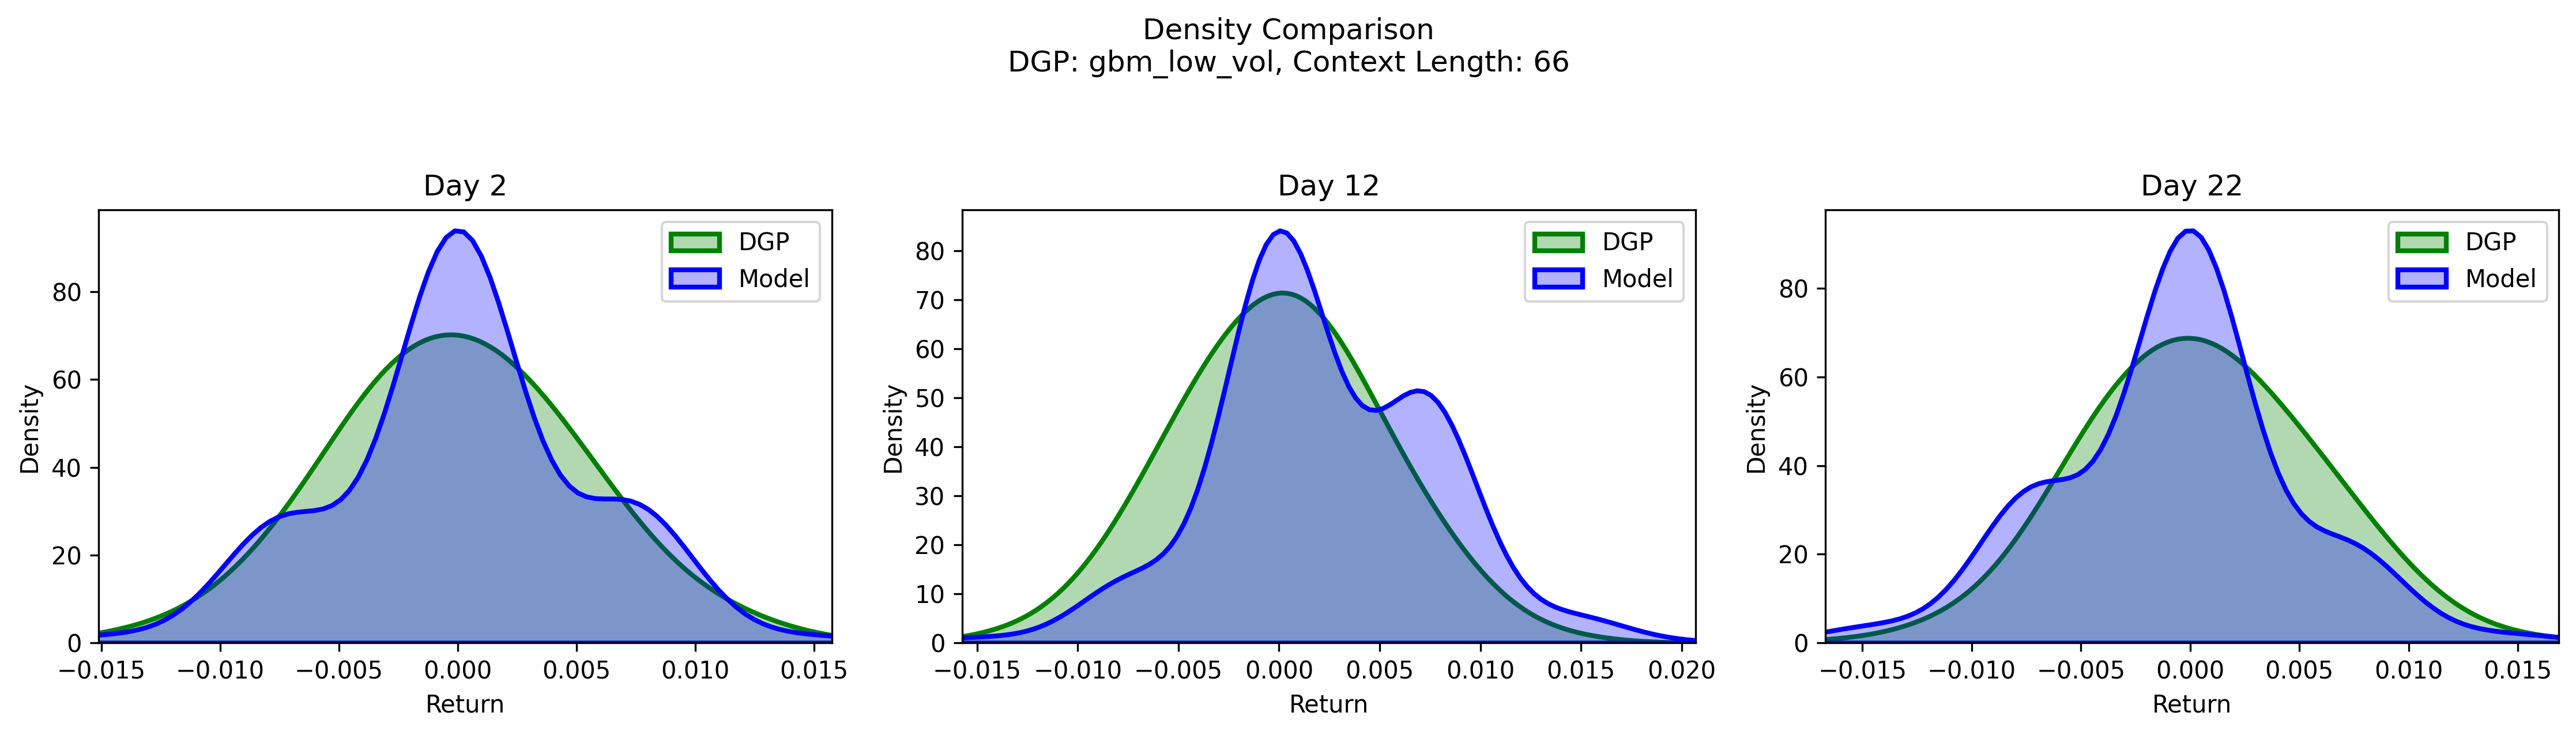 Density Comparison
DGP: gbm_low_vol, Context Length: 66
Day 2
DGP
Model
Density
80
60
40
20
0
−0.015 −0.010 −0.005 0.000 0.005 0.010 0.015
Return
Day 12
DGP
Model
Density
80
70
60
50
40
30
20
10
0
−0.015 −0.010 −0.005 0.000 0.005 0.010 0.015 0.020
Return
Day 22
DGP
Model
Density
80
60
40
20
0
−0.015 −0.010 −0.005 0.000 0.005 0.010 0.015
Return